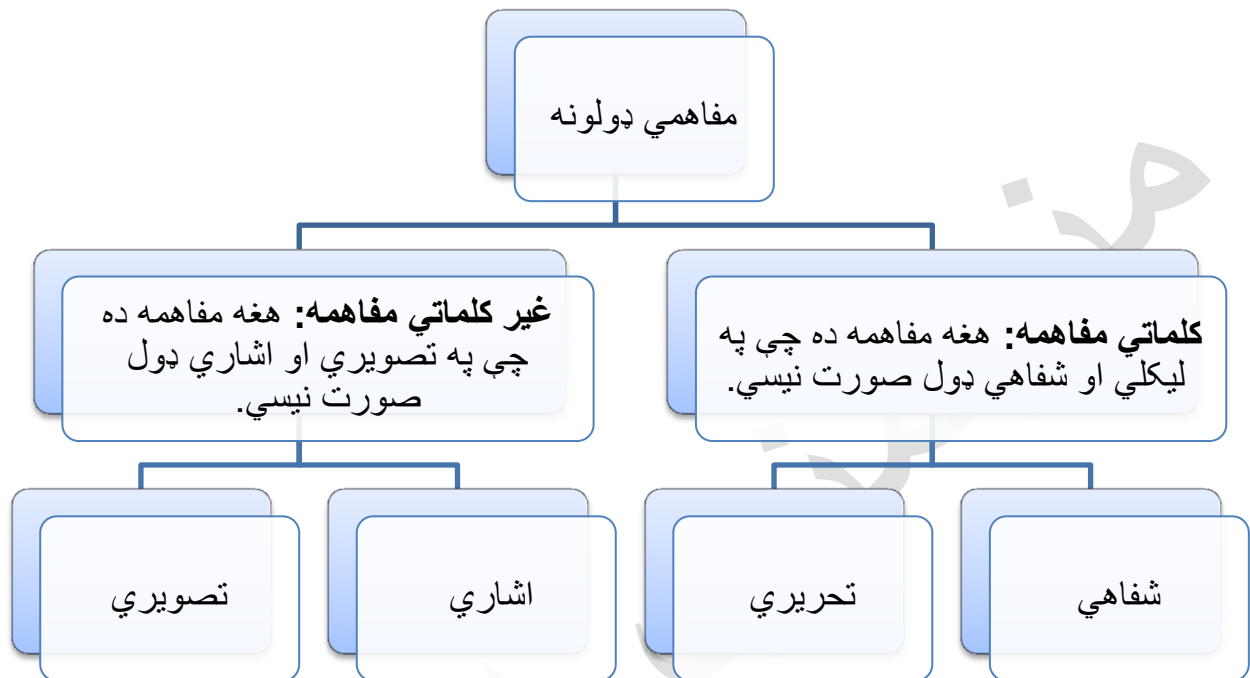 مفاهمي ډولونه
کلماتي مفاهمه: هغه مفاهمه ده چې په
ليکلي او شفاهي ډول صورت نيسي.
غير کلماتي مفاهمه: هغه مفاهمه ده
چې په تصويري او اشاري ډول
صورت نيسي.
شفاهي
تحريري
اشاري
تصويري